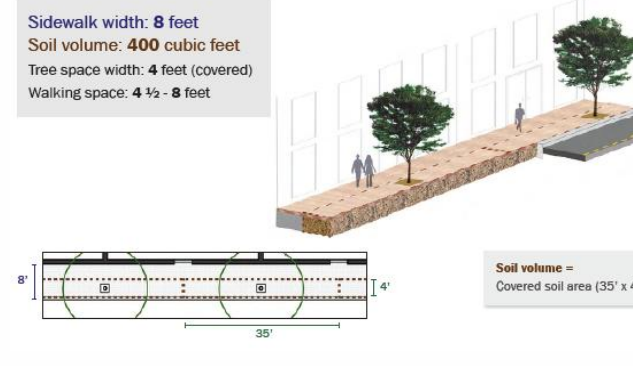 Sidewalk width: 8 feet
Soil volume: 400 cubic feet
Tree space width: 4 feet (covered)
Walking space: 4 ½ - 8 feet
8'
4'
35'
Soil volume =
Covered soil area (35' x 4